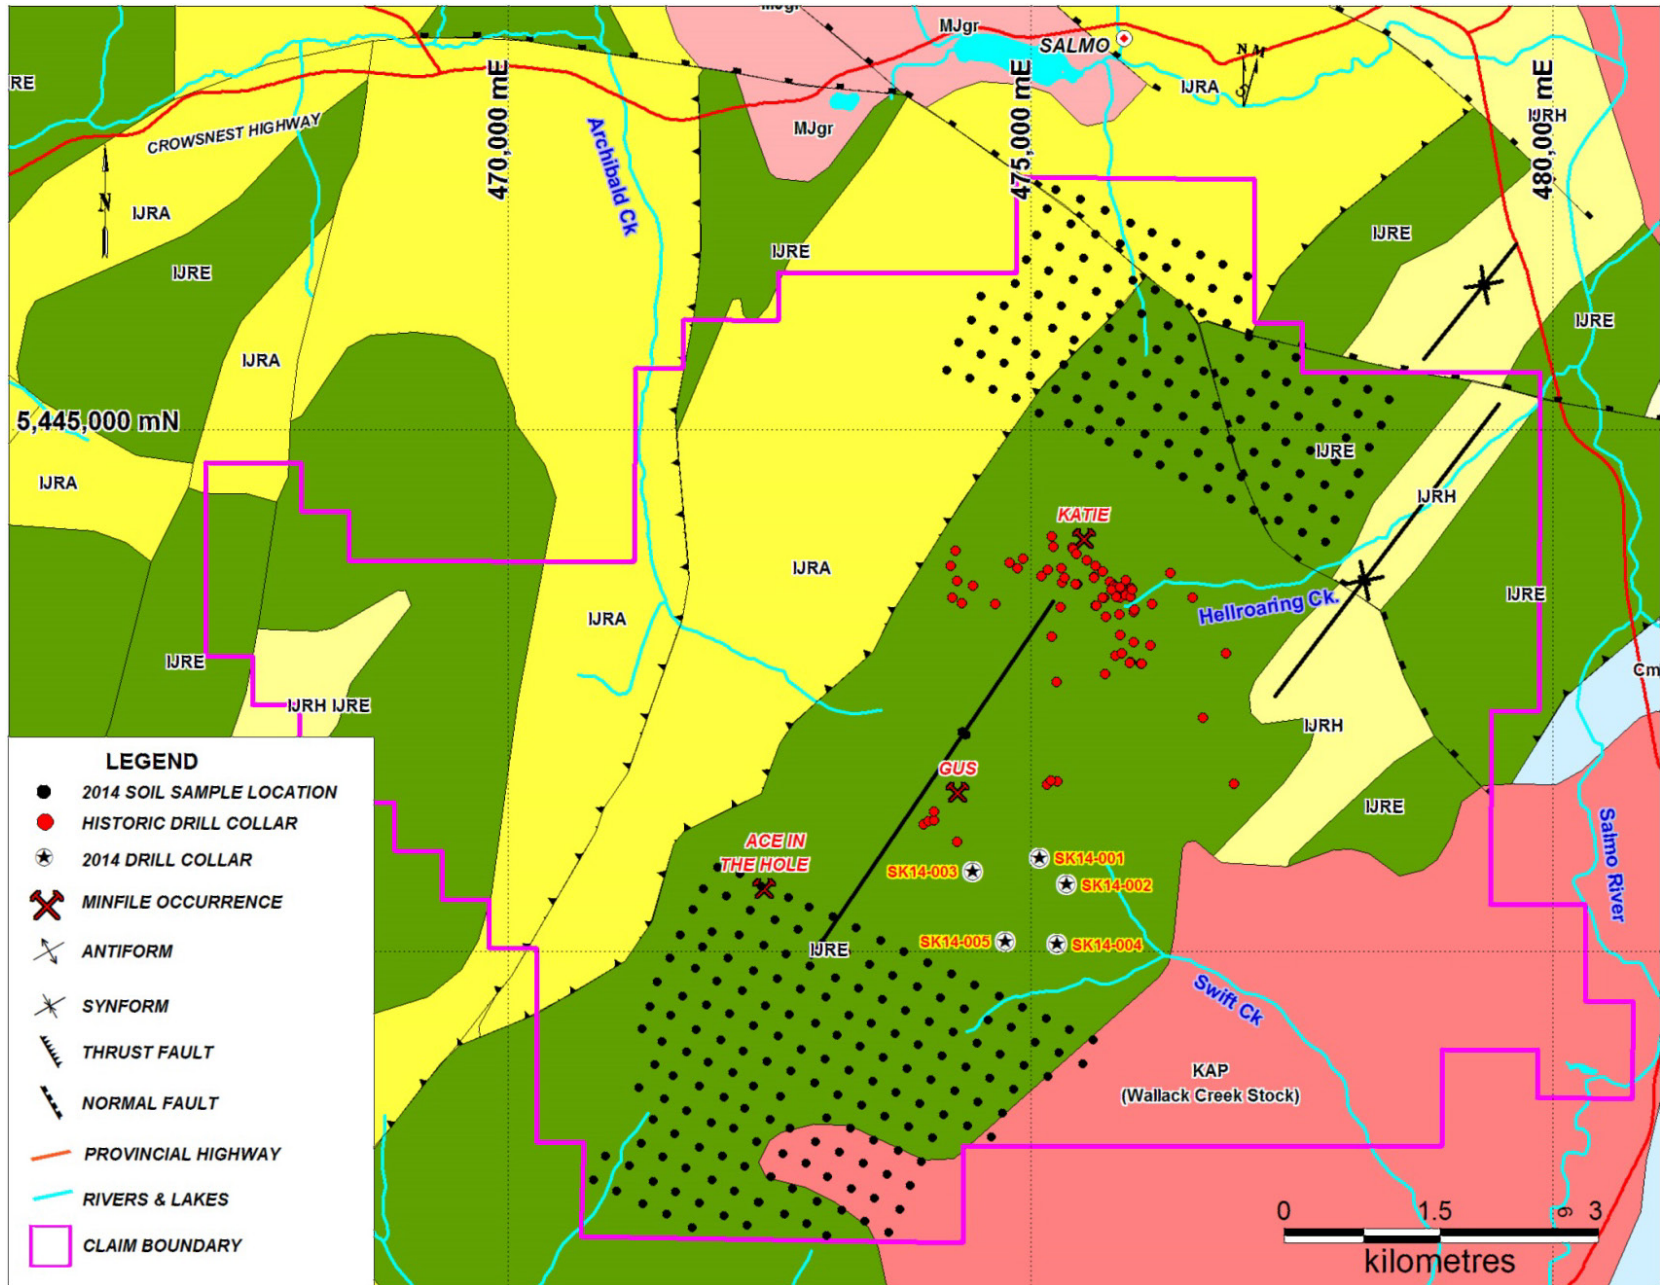 MJgr
MJgr
SALMO
N M
G
IJRA
IJRH
RE
CROWSNEST HIGHWAY
N
470,000 mE
475,000 mE
480,000 mE
Archibald Ck
MJgr
IJRA
IJRE
IJRE
IJRE
IJRE
IJRA
5,445,000 mN
IJRA
IJRE
IJRH
KATIE
IJRA
IJRA
Hellroaring Ck.
IJRE
IJRE
Cm
IJRH IJRE
IJRH
GUS
IJRE
Salmo River
ACE IN
THE HOLE
SK14-001
SK14-003
SK14-002
SK14-005
SK14-004
IJRE
Swift Ck
KAP
(Wallack Creek Stock)
LEGEND
2014 SOIL SAMPLE LOCATION
HISTORIC DRILL COLLAR
2014 DRILL COLLAR
MINFILE OCCURRENCE
ANTIFORM
SYNFORM
THRUST FAULT
NORMAL FAULT
PROVINCIAL HIGHWAY
RIVERS & LAKES
CLAIM BOUNDARY
0 1.5 3
kilometres